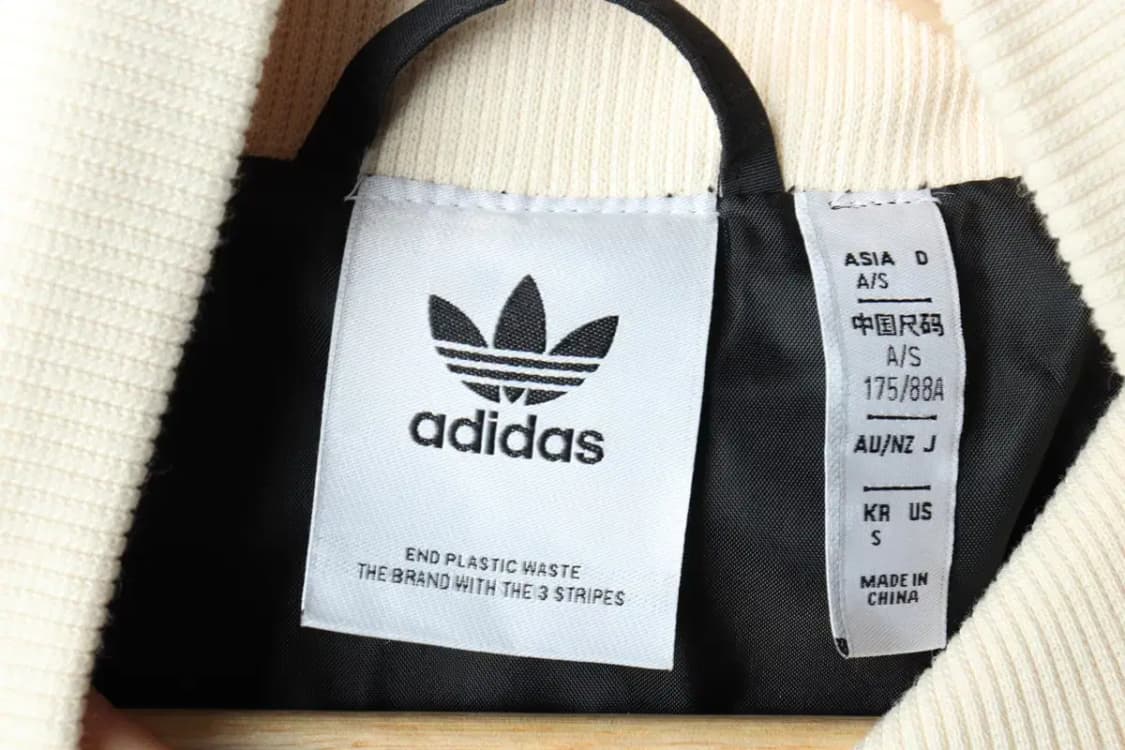 adidas
END PLASTIC WASTE
THE BRAND WITH THE 3 STRIPES
ASIA D
A/S
中国尺码
A/S
175/88A
AU/NZ J
KR US
S
MADE IN
CHINA